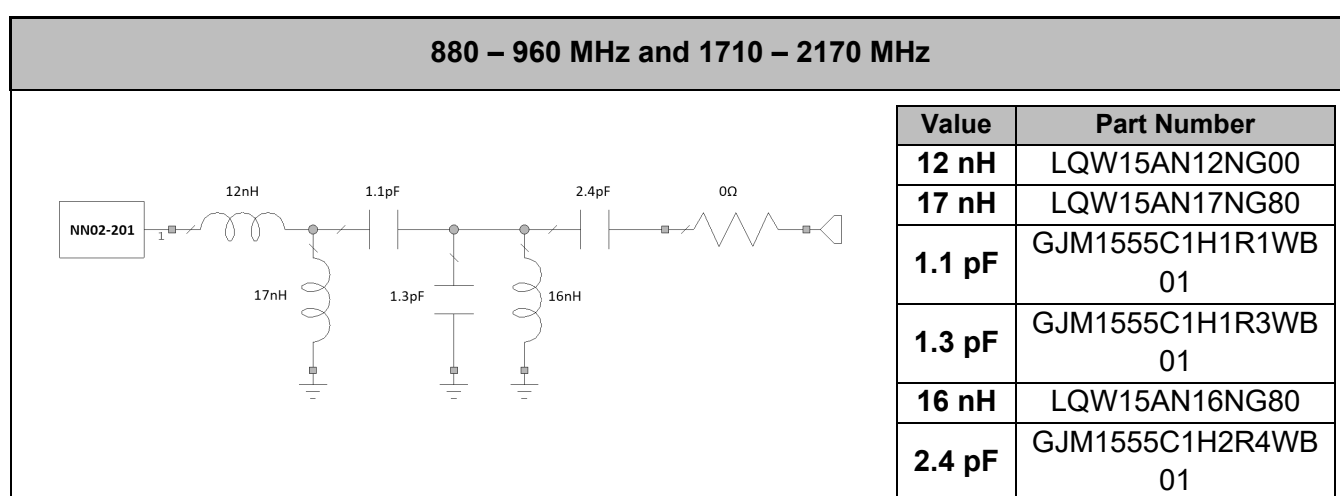 880 – 960 MHz and 1710 – 2170 MHz
NN02-201
1
12nH
1.1pF
2.4pF
0Ω
17nH
1.3pF
16nH
Value Part Number
12 nH LQW15AN12NG00
17 nH LQW15AN17NG80
1.1 pF GJM1555C1H1R1WB
01
1.3 pF GJM1555C1H1R3WB
01
16 nH LQW15AN16NG80
2.4 pF GJM1555C1H2R4WB
01